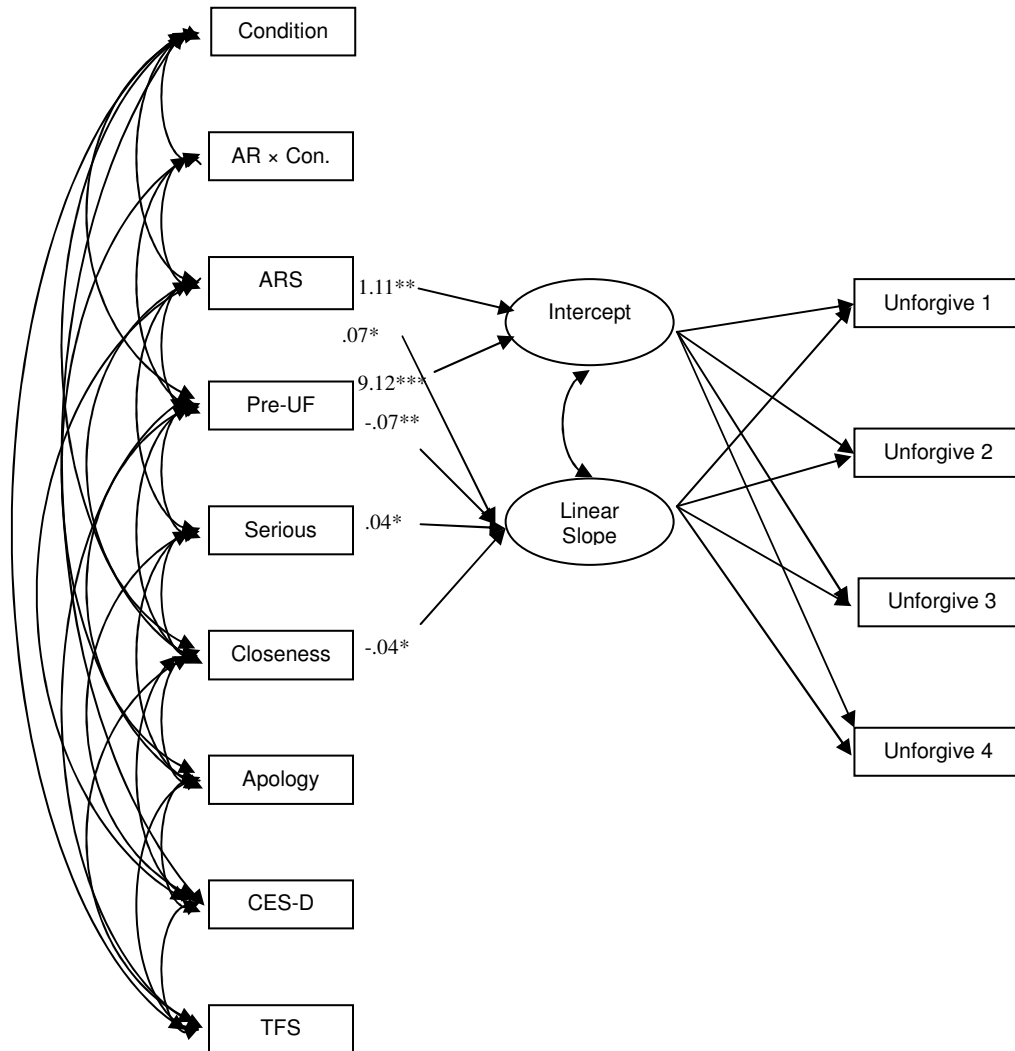 Condition
AR × Con.
ARS
1.11**
.07*
Pre-UF
9.12***
-.07**
Serious
.04*
Closeness
-.04*
Apology
CES-D
TFS
Intercept
Linear
Slope
Unforgive 1
Unforgive 2
Unforgive 3
Unforgive 4